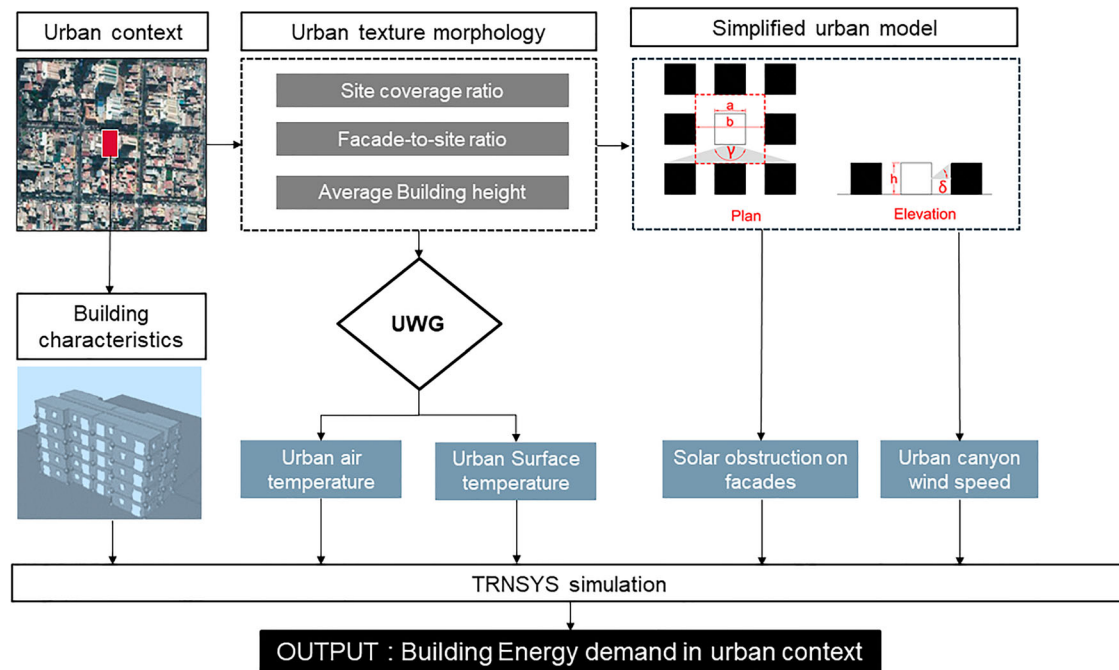 Urban context
Urban texture morphology
Simplified urban model
Site coverage ratio
Facade-to-site ratio
Average Building height
a
b
γ
h
δ
Plan
Elevation
Building
characteristics
UWG
Urban air
temperature
Urban Surface
temperature
Solar obstruction on
facades
Urban canyon
wind speed
TRNSYS simulation
OUTPUT : Building Energy demand in urban context